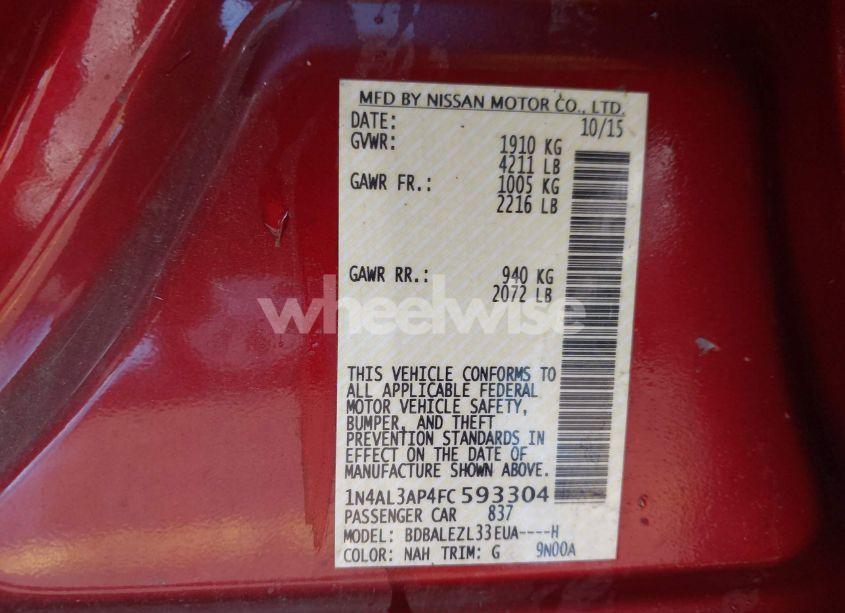 MFD BY NISSAN MOTOR CO., LTD.
DATE: 10/15
GVWR: 1910 KG
4211 LB
GAWR FR.: 1005 KG
2216 LB
GAWR RR.: 940 KG
2072 LB
wheelwise
THIS VEHICLE CONFORMS TO
ALL APPLICABLE FEDERAL
MOTOR VEHICLE SAFETY,
BUMPER, AND THEFT
PREVENTION STANDARDS IN
EFFECT ON THE DATE OF
MANUFACTURE SHOWN ABOVE.
1N4AL3AP4FC593304
PASSENGER CAR 837
MODEL: BDBALEZL33EUA----H
COLOR: NAH TRIM: G 9N00A